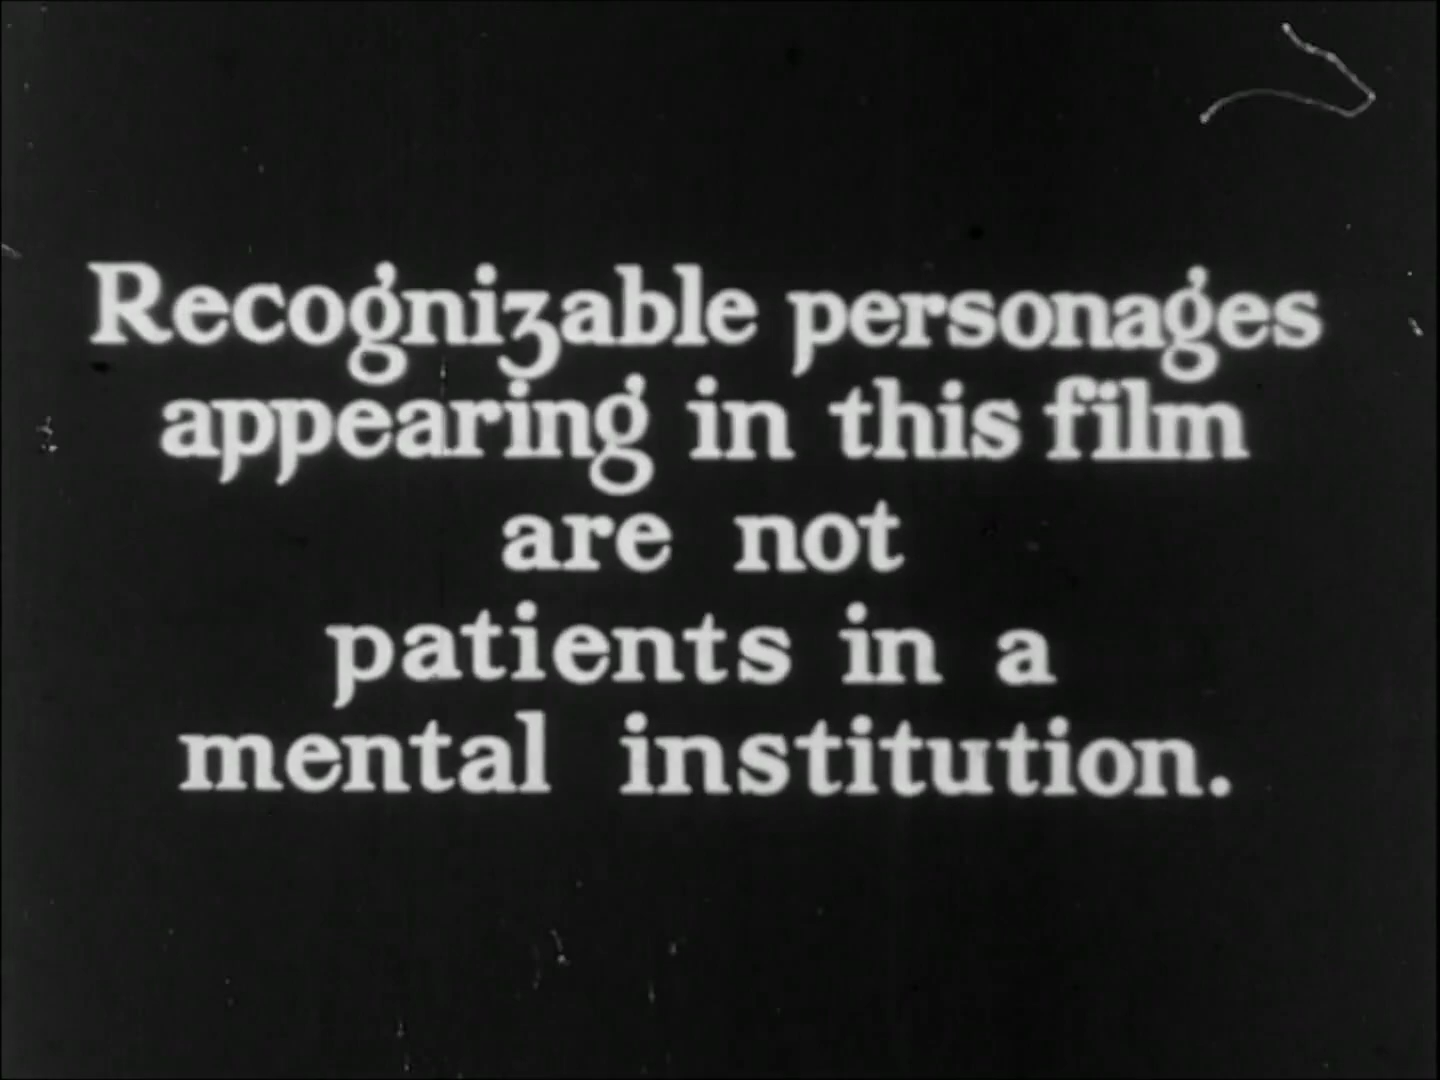 Recognizable personages
appearing in this film
are not
patients in a
mental institution.